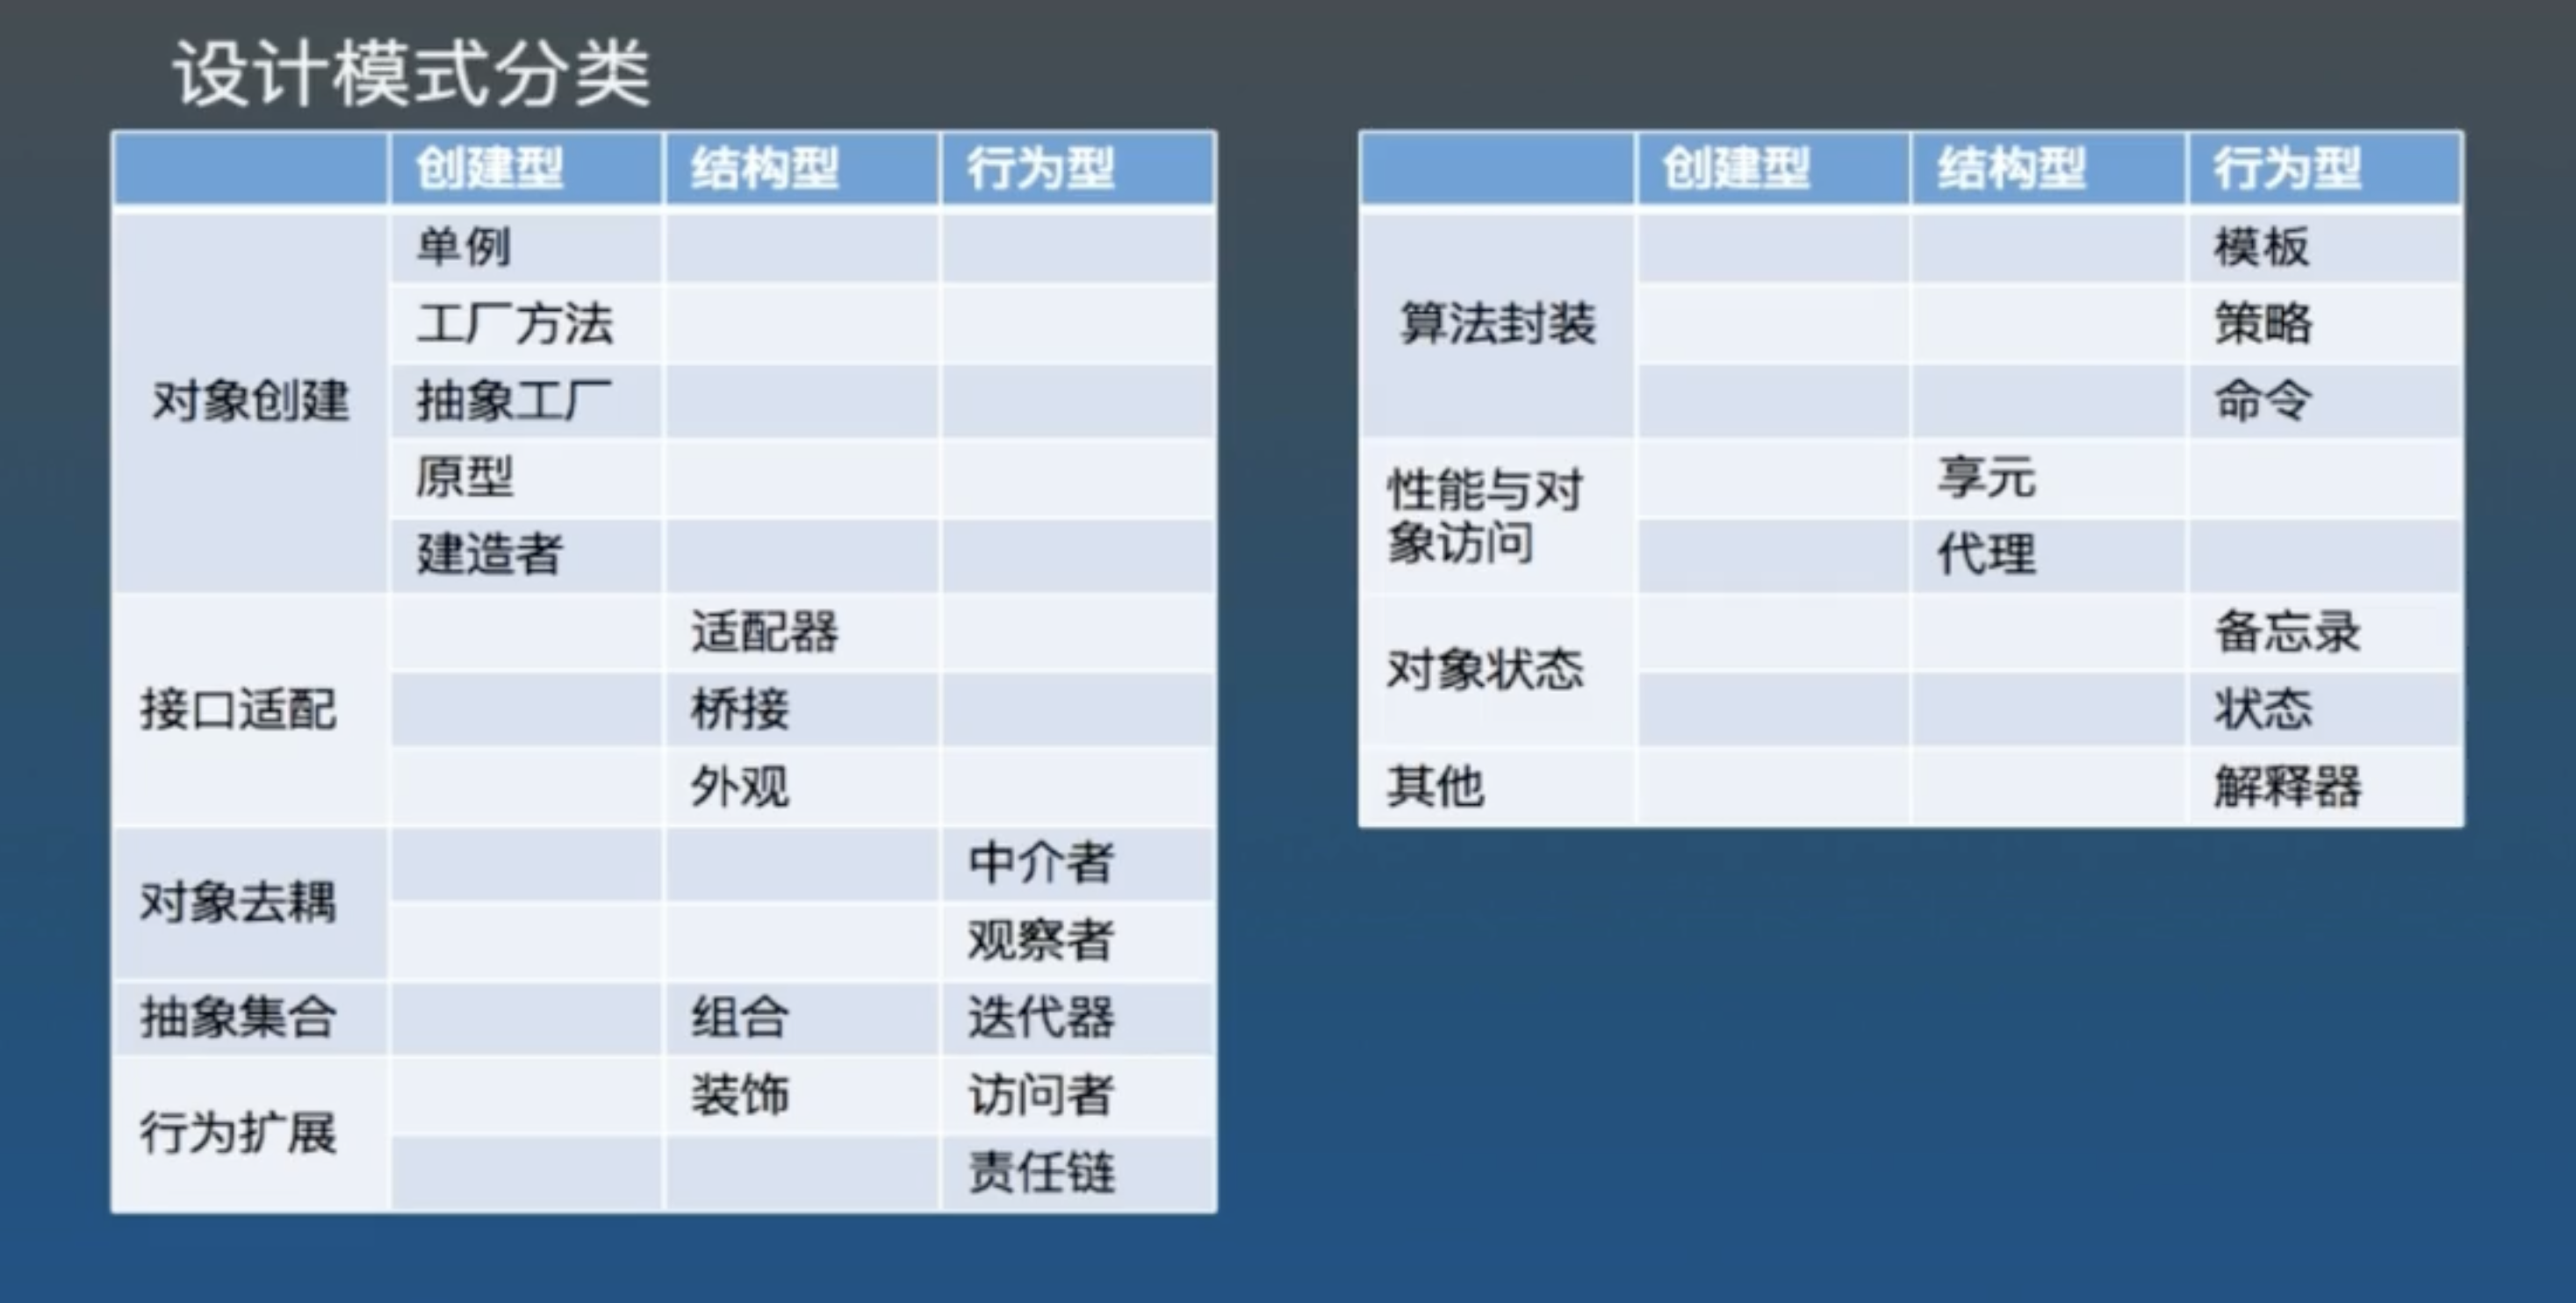 设计模式分类
创建型 结构型 行为型
对象创建
单例
工厂方法
抽象工厂
原型
建造者
接口适配
适配器
桥接
外观
对象去耦
中介者
观察者
抽象集合 组合 迭代器
行为扩展
装饰 访问者
责任链
创建型 结构型 行为型
算法封装
模板
策略
命令
性能与对
象访问
享元
代理
对象状态
备忘录
状态
其他 解释器